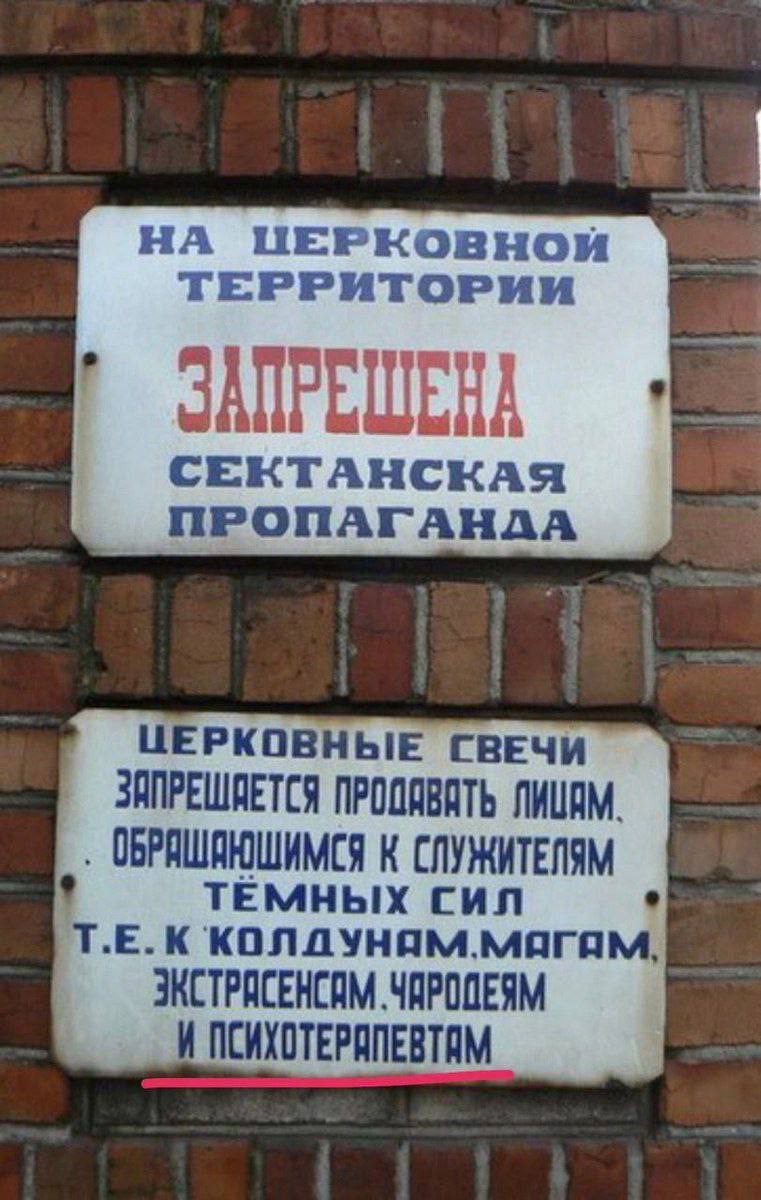 НА ЦЕРКОВНОЙ
ТЕРРИТОРИИ
ЗАПРЕЩЕНА
СЕКТАНСКАЯ
ПРОПАГАНДА
ЦЕРКОВНЫЕ СВЕЧИ
ЗАПРЕЩАЕТСЯ ПРОДАВАТЬ ЛИЦАМ,
ОБРАЩАЮЩИМСЯ К СЛУЖИТЕЛЯМ
ТЁМНЫХ СИЛ
Т.Е. К КОЛДУНАМ, МАГАМ,
ЭКСТРАСЕНСАМ, ЧАРОДЕЯМ
И ПСИХОТЕРАПЕВТАМ